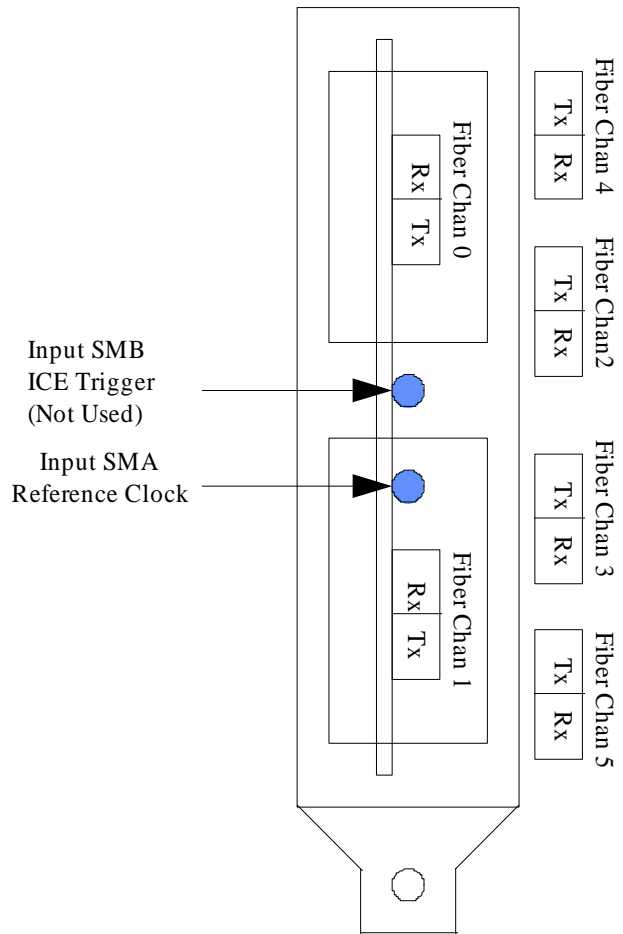 Fiber Chan 4
Tx Rx
Fiber Chan 0
Rx Tx
Fiber Chan2
Tx Rx
Input SMB
ICE Trigger
(Not Used)
Input SMA
Reference Clock
Fiber Chan 3
Tx Rx
Fiber Chan 1
Rx Tx
Fiber Chan 5
Tx Rx